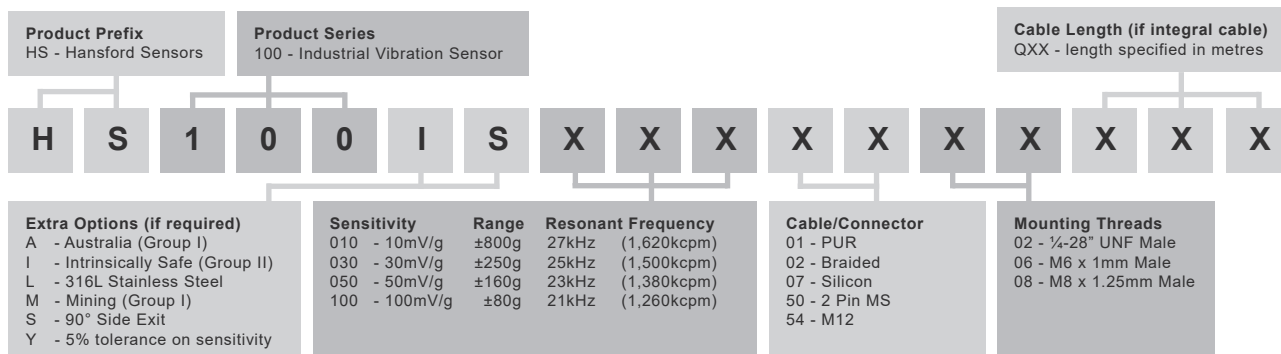 Product Prefix
HS - Hansford Sensors
Product Series
100 - Industrial Vibration Sensor
Cable Length (if integral cable)
QXX - length specified in metres
H S 1 0 0 I S X X X X X X X X X X
Extra Options (if required)
A - Australia (Group I)
I - Intrinsically Safe (Group II)
L - 316L Stainless Steel
M - Mining (Group I)
S - 90° Side Exit
Y - 5% tolerance on sensitivity
Sensitivity Range Resonant Frequency
010 - 10mV/g ±800g 27kHz (1,620kcpm)
030 - 30mV/g ±250g 25kHz (1,500kcpm)
050 - 50mV/g ±160g 23kHz (1,380kcpm)
100 - 100mV/g ±80g 21kHz (1,260kcpm)
Cable/Connector
01 - PUR
02 - Braided
07 - Silicon
50 - 2 Pin MS
54 - M12
Mounting Threads
02 - ¼-28” UNF Male
06 - M6 x 1mm Male
08 - M8 x 1.25mm Male